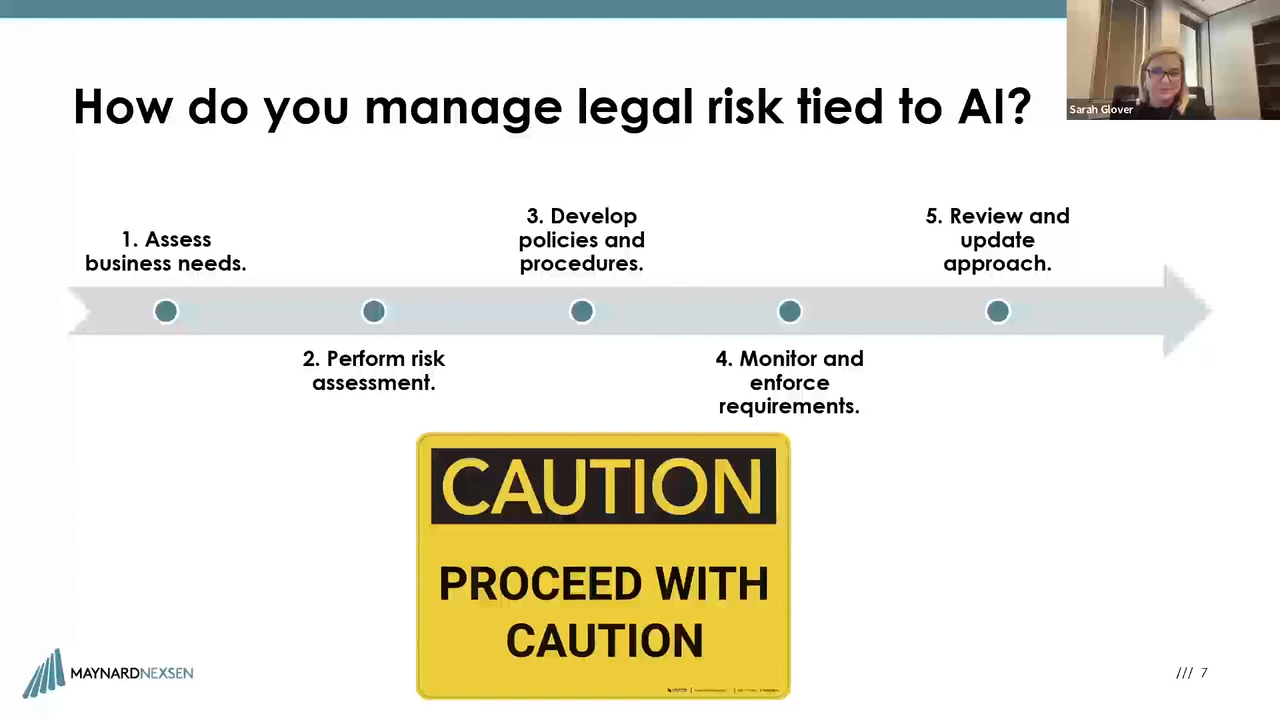 How do you manage legal risk tied to AI?
Sarah Glover
1. Assess
business needs.
2. Perform risk
assessment.
3. Develop
policies and
procedures.
4. Monitor and
enforce
requirements.
5. Review and
update
approach.
CAUTION
PROCEED WITH
CAUTION
MAYNARDNEXSEN
/// 7